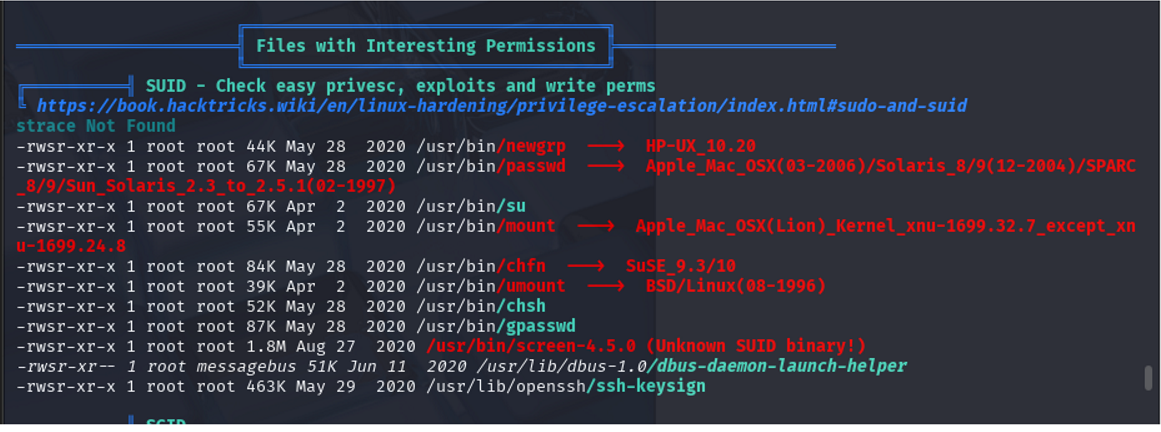 Files with Interesting Permissions
SUID - Check easy privesc, exploits and write perms
https://book.hacktricks.wiki/en/linux-hardening/privilege-escalation/index.html#sudo-and-suid
strace Not Found
-rwsr-xr-x 1 root root 44K May 28  2020 /usr/bin/newgrp  --->  HP-UX_10.20
-rwsr-xr-x 1 root root 67K May 28  2020 /usr/bin/passwd  --->  Apple_Mac_OSX(03-2006)/Solaris_8/9(12-2004)/SPARC
_8/9/Sun_Solaris_2.3_to_2.5.1(02-1997)
-rwsr-xr-x 1 root root 67K Apr  2  2020 /usr/bin/su
-rwsr-xr-x 1 root root 55K Apr  2  2020 /usr/bin/mount  --->  Apple_Mac_OSX(Lion)_Kernel_xnu-1699.32.7_except_xn
u-1699.24.8
-rwsr-xr-x 1 root root 84K May 28  2020 /usr/bin/chfn  --->  SuSE_9.3/10
-rwsr-xr-x 1 root root 39K Apr  2  2020 /usr/bin/umount  --->  BSD/Linux(08-1996)
-rwsr-xr-x 1 root root 52K May 28  2020 /usr/bin/chsh
-rwsr-xr-x 1 root root 87K May 28  2020 /usr/bin/gpasswd
-rwsr-xr-x 1 root root 1.8M Aug 27  2020 /usr/bin/screen-4.5.0 (Unknown SUID binary!)
-rwsr-xr-- 1 root messagebus 51K Jun 11  2020 /usr/lib/dbus-1.0/dbus-daemon-launch-helper
-rwsr-xr-x 1 root root 463K May 29  2020 /usr/lib/openssh/ssh-keysign
SGID